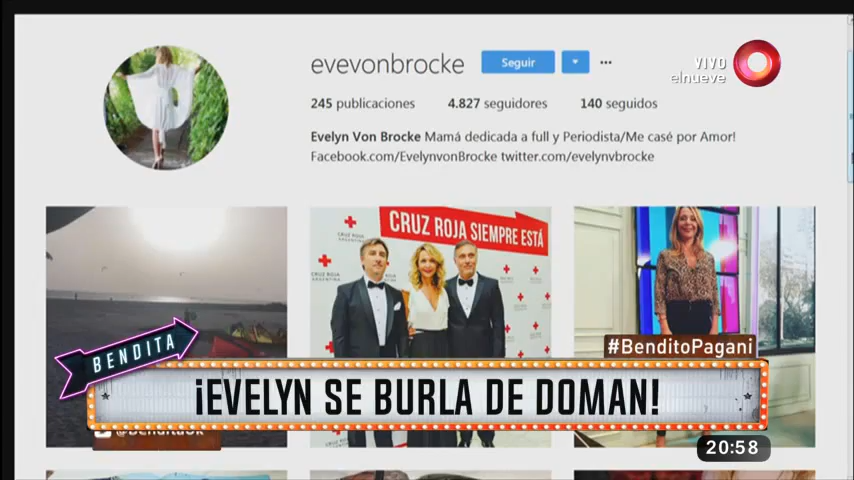 evevonbrocke
Seguir
VIVO
elnueve
245 publicaciones 4.827 seguidores 140 seguidos
Evelyn Von Brocke Mamá dedicada a full y Periodista/Me casé por Amor!
Facebook.com/EvelynvonBrocke twitter.com/evelynvbrocke
CRUZ ROJA SIEMPRE ESTÁ
CRUZ ROJA
ARGENTINA
#BenditoPagani
BENDITA
¡EVELYN SE BURLA DE DOMAN!
20:58